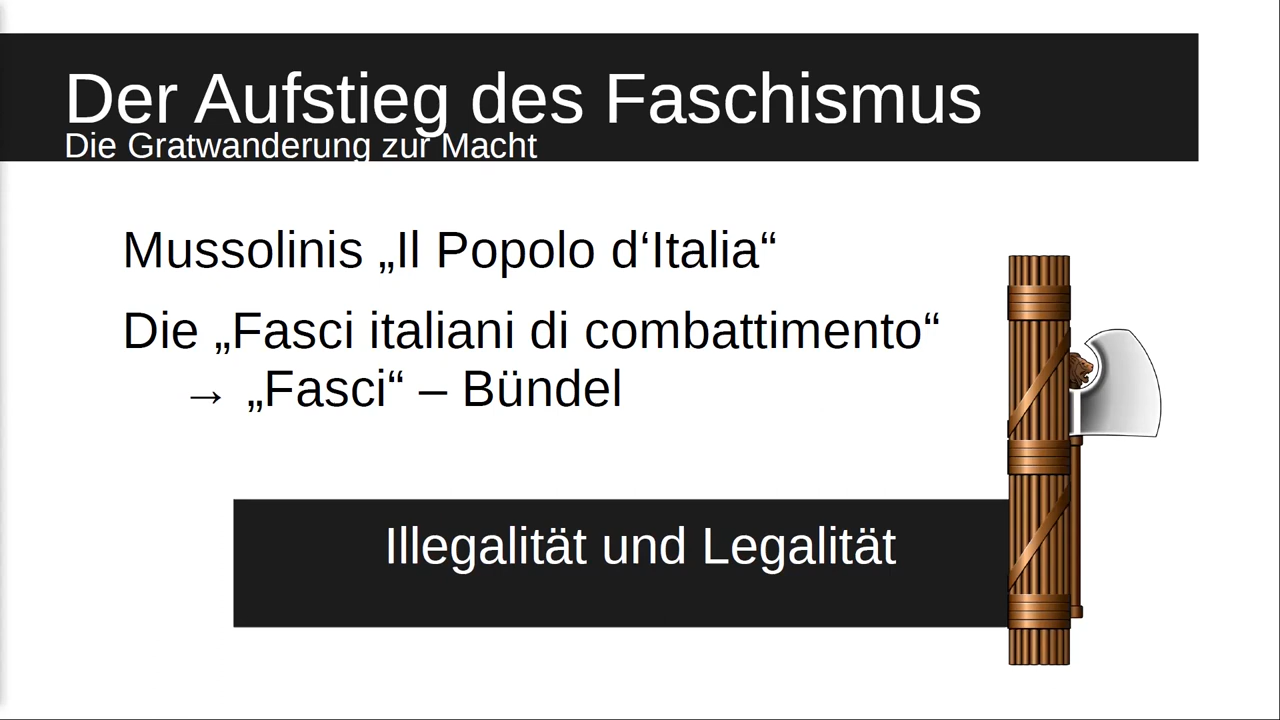 Der Aufstieg des Faschismus
Die Gratwanderung zur Macht
Mussolinis „Il Popolo d‘Italia“
Die „Fasci italiani di combattimento“
→ „Fasci“ – Bündel
Illegalität und Legalität